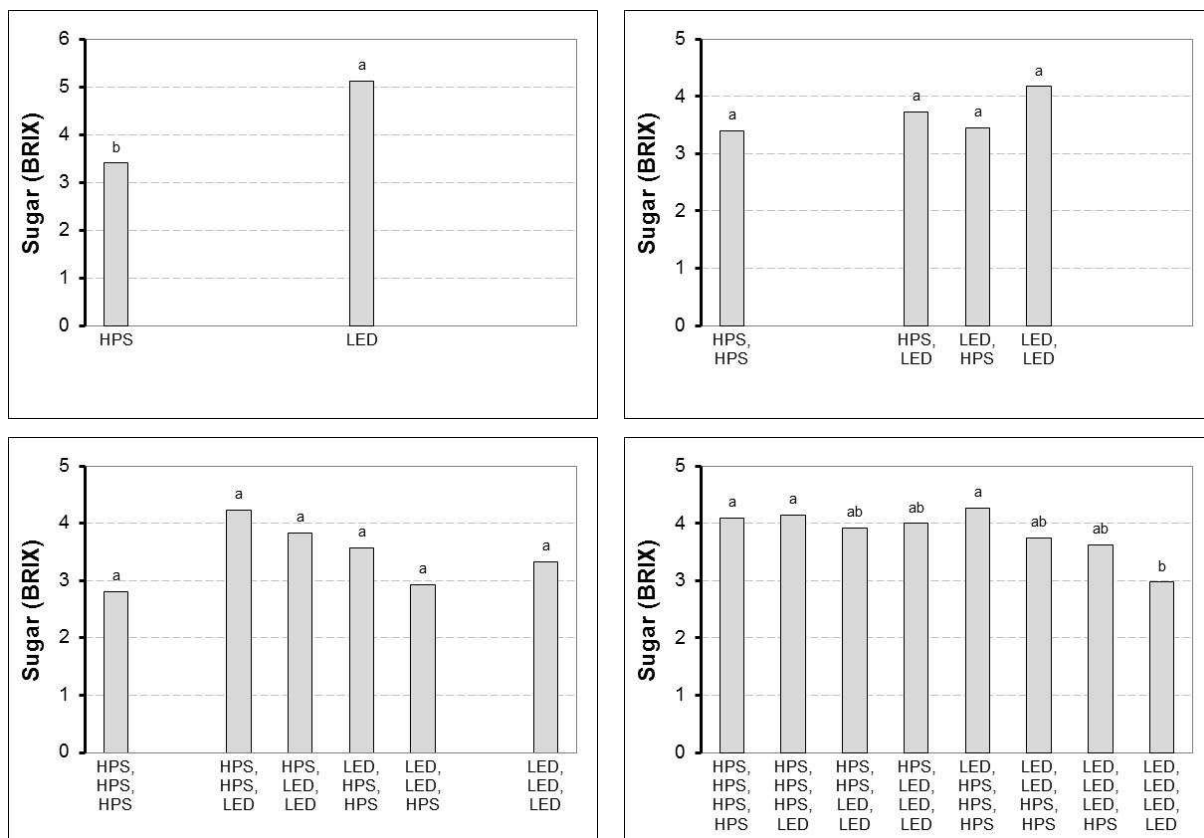 6
5
4
3
2
1
0
Sugar (BRIX)
b
a
HPS
LED
5
4
3
2
1
0
Sugar (BRIX)
a
a
a
a
HPS,
HPS
HPS,
LED
LED,
HPS
LED,
LED
5
4
3
2
1
0
Sugar (BRIX)
a
a
a
a
a
a
HPS,
HPS,
HPS
HPS,
HPS,
LED
HPS,
LED,
LED
LED,
HPS,
HPS
LED,
LED,
HPS
LED,
LED,
LED
5
4
3
2
1
0
Sugar (BRIX)
a
a
ab
ab
a
ab
ab
b
HPS,
HPS,
HPS,
HPS
HPS,
HPS,
HPS,
LED
HPS,
HPS,
LED,
LED
HPS,
LED,
LED,
LED
LED,
HPS,
HPS,
HPS
LED,
LED,
HPS,
HPS
LED,
LED,
LED,
HPS
LED,
LED,
LED,
LED